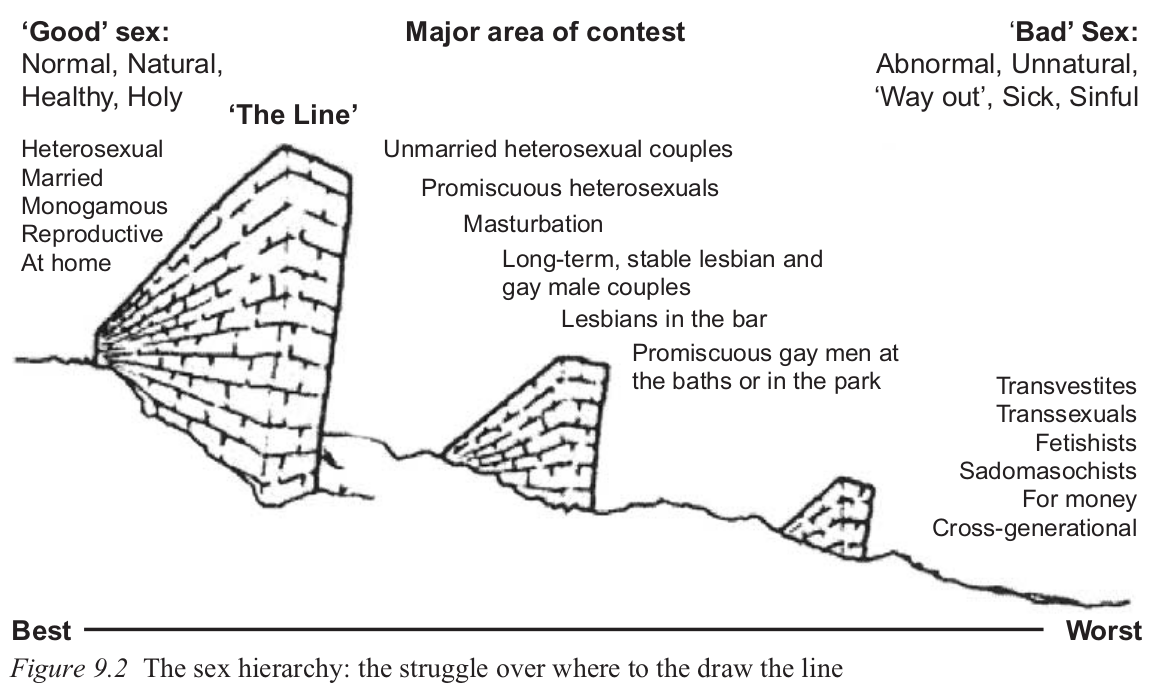 ‘Good’ sex:
Normal, Natural,
Healthy, Holy
Major area of contest
‘Bad’ Sex:
Abnormal, Unnatural,
‘Way out’, Sick, Sinful
‘The Line’
Heterosexual
Married
Monogamous
Reproductive
At home
Unmarried heterosexual couples
Promiscuous heterosexuals
Masturbation
Long-term, stable lesbian and
gay male couples
Lesbians in the bar
Promiscuous gay men at
the baths or in the park
Transvestites
Transsexuals
Fetishists
Sadomasochists
For money
Cross-generational
Best
Worst
Figure 9.2 The sex hierarchy: the struggle over where to the draw the line